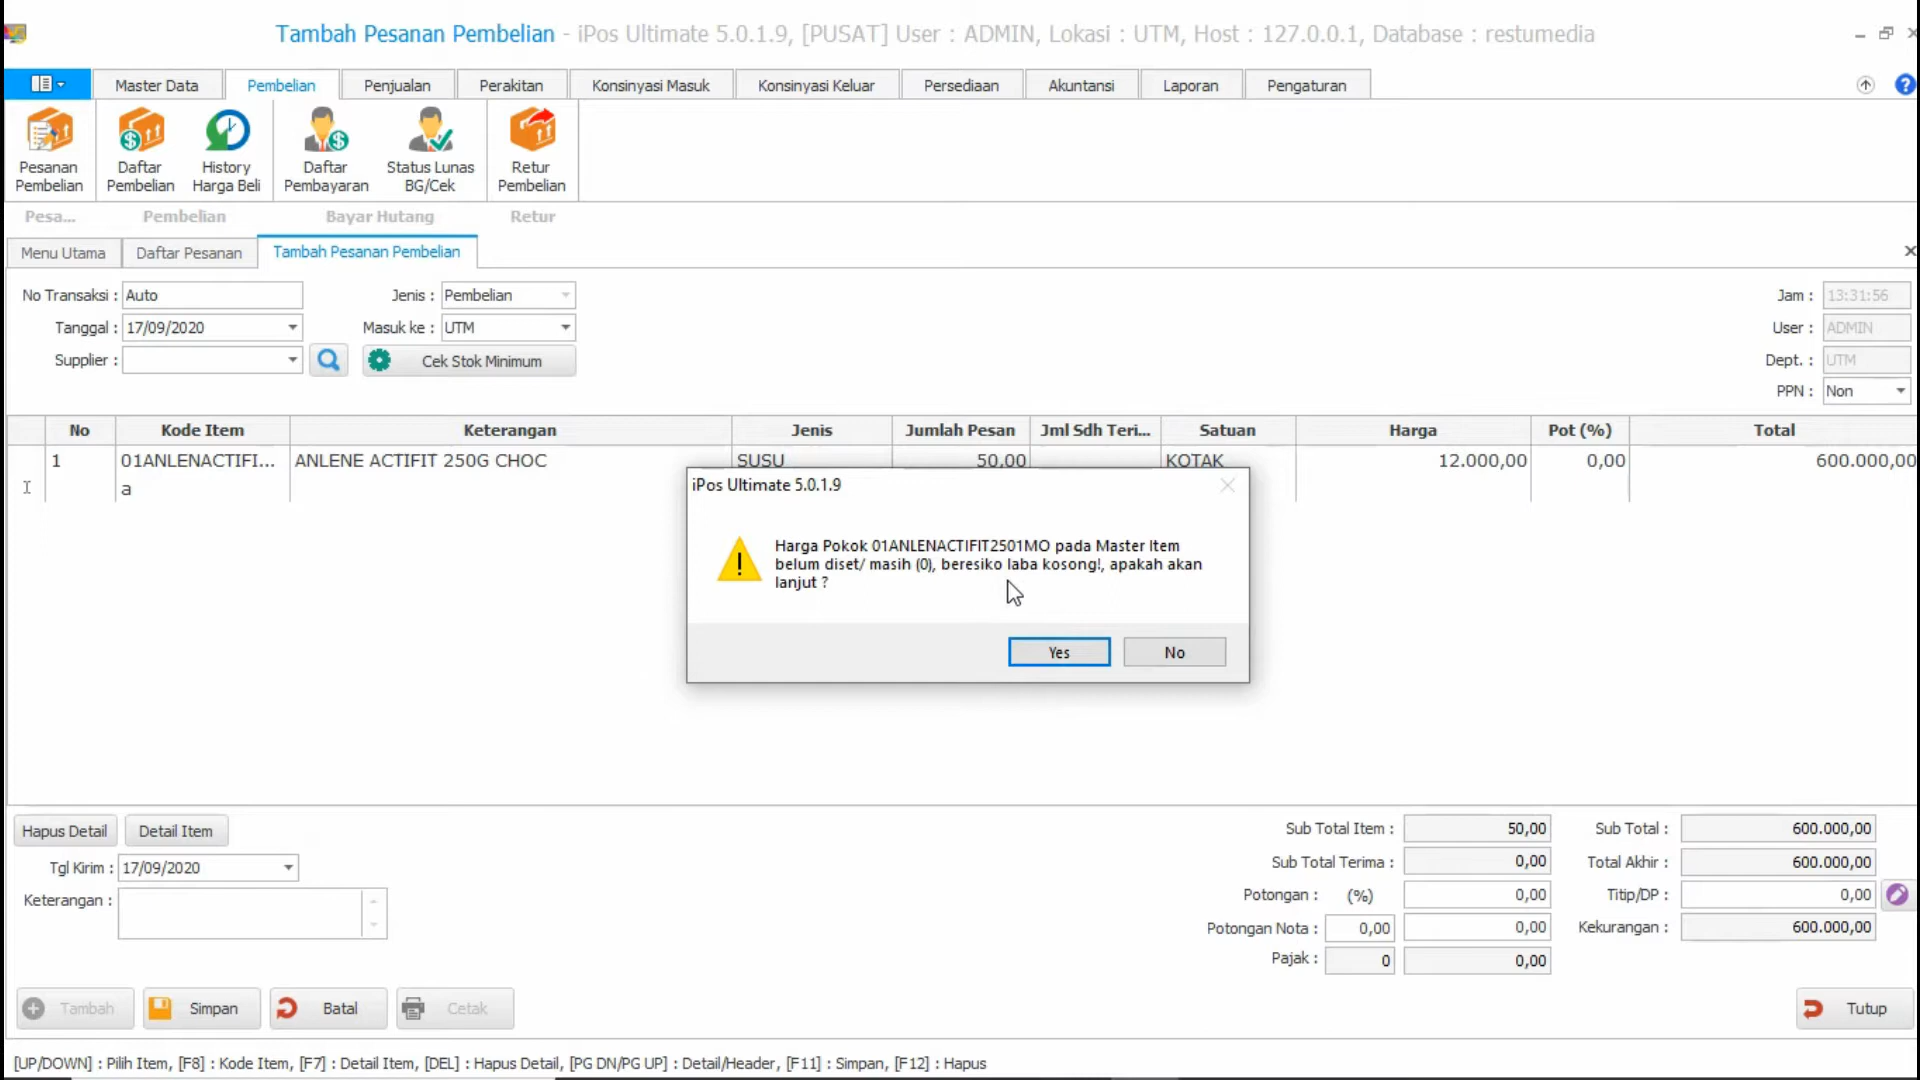 Tambah Pesanan Pembelian - iPos Ultimate 5.0.1.9, [PUSAT] User : ADMIN, Lokasi : UTM, Host : 127.0.0.1, Database : restumedia
Master Data Pembelian Penjualan Perakitan Konsinyasi Masuk Konsinyasi Keluar Persediaan Akuntansi Laporan Pengaturan
Pesanan Pembelian
Daftar Pembelian
History Harga Beli
Daftar Pembayaran
Status Lunas BG/Cek
Retur Pembelian
Pesa... Pembelian Bayar Hutang Retur
Menu Utama Daftar Pesanan Tambah Pesanan Pembelian
No Transaksi : Auto Jenis : Pembelian Jam : 13:31:56
Tanggal : 17/09/2020 Masuk ke : UTM User : ADMIN
Supplier : Cek Stok Minimum Dept. : UTM
PPN : Non
No Kode Item Keterangan Jenis Jumlah Pesan Jml Sdh Teri... Satuan Harga Pot (%) Total
1 01ANLENACTIFI... ANLENE ACTIFIT 250G CHOC SUSU 50,00 KOTAK 12.000,00 0,00 600.000,00
a
iPos Ultimate 5.0.1.9
Harga Pokok 01ANLENACTIFIT2501MO pada Master Item
belum diset/ masih (0), beresiko laba kosong!, apakah akan
lanjut ?
Yes No
Hapus Detail Detail Item Sub Total Item : 50,00 Sub Total : 600.000,00
Tgl Kirim : 17/09/2020 Sub Total Terima : 0,00 Total Akhir : 600.000,00
Keterangan : Potongan : (%) 0,00 Titip/DP : 0,00
Potongan Nota : 0,00 0,00 Kekurangan : 600.000,00
Pajak : 0 0,00
Tambah Simpan Batal Cetak Tutup
[UP/DOWN] : Pilih Item, [F8] : Kode Item, [F7] : Detail Item, [DEL] : Hapus Detail, [PG DN/PG UP] : Detail/Header, [F11] : Simpan, [F12] : Hapus